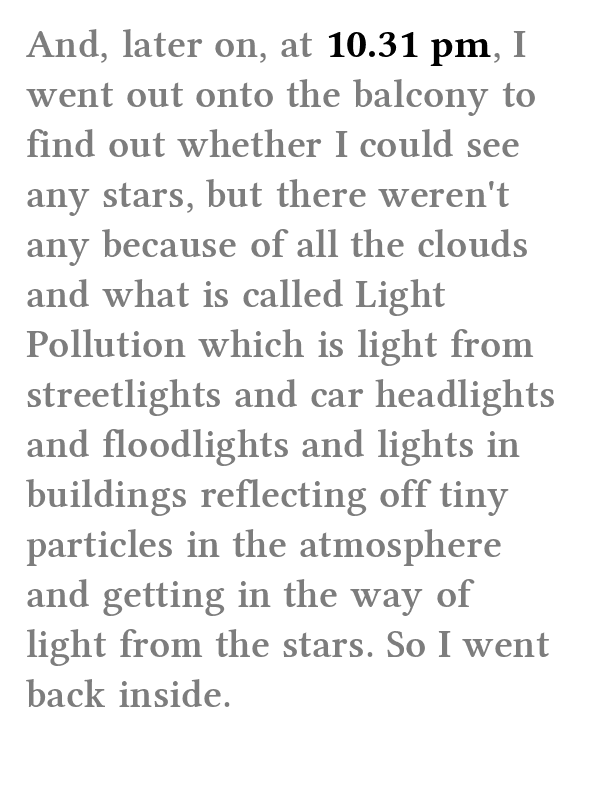 And, later on, at 10.31 pm, I
went out onto the balcony to
find out whether I could see
any stars, but there weren't
any because of all the clouds
and what is called Light
Pollution which is light from
streetlights and car headlights
and floodlights and lights in
buildings reflecting off tiny
particles in the atmosphere
and getting in the way of
light from the stars. So I went
back inside.